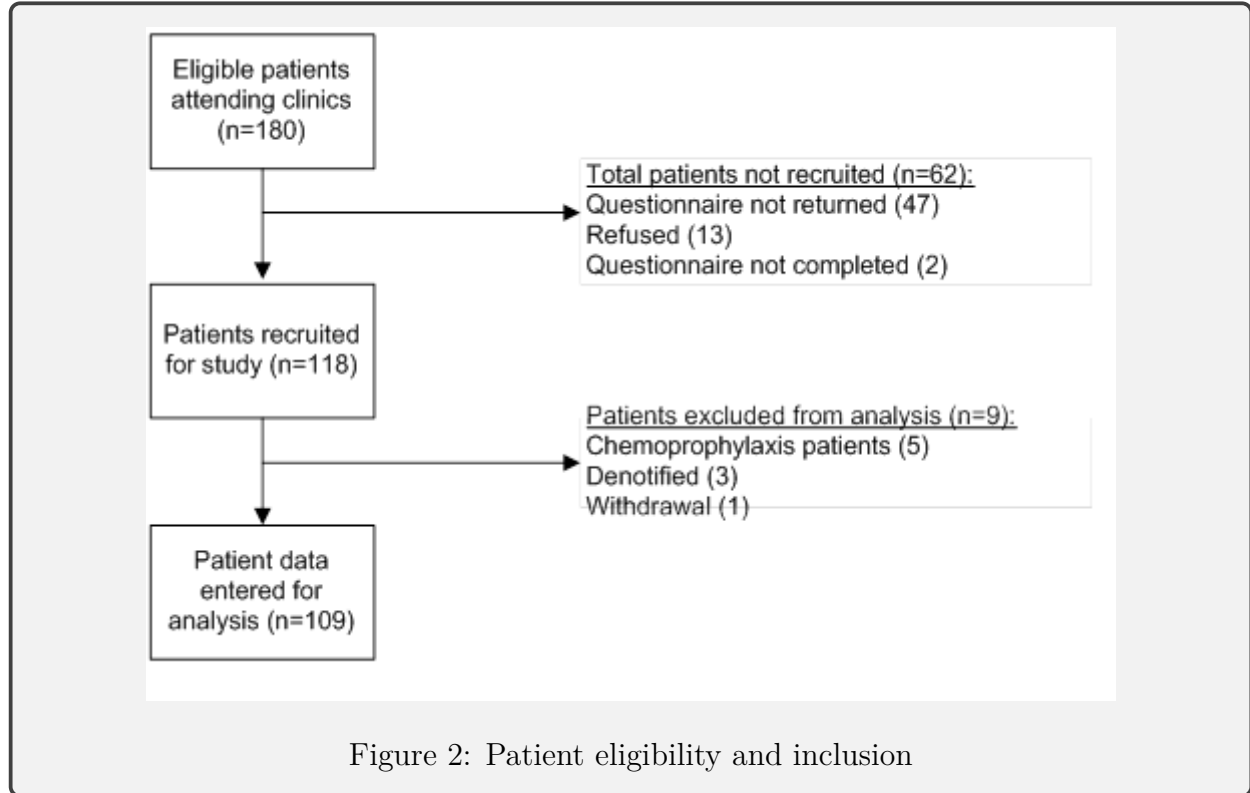 Eligible patients
attending clinics
(n=180)
Total patients not recruited (n=62):
Questionnaire not returned (47)
Refused (13)
Questionnaire not completed (2)
Patients recruited
for study (n=118)
Patients excluded from analysis (n=9):
Chemoprophylaxis patients (5)
Denotified (3)
Withdrawal (1)
Patient data
entered for
analysis (n=109)
Figure 2: Patient eligibility and inclusion